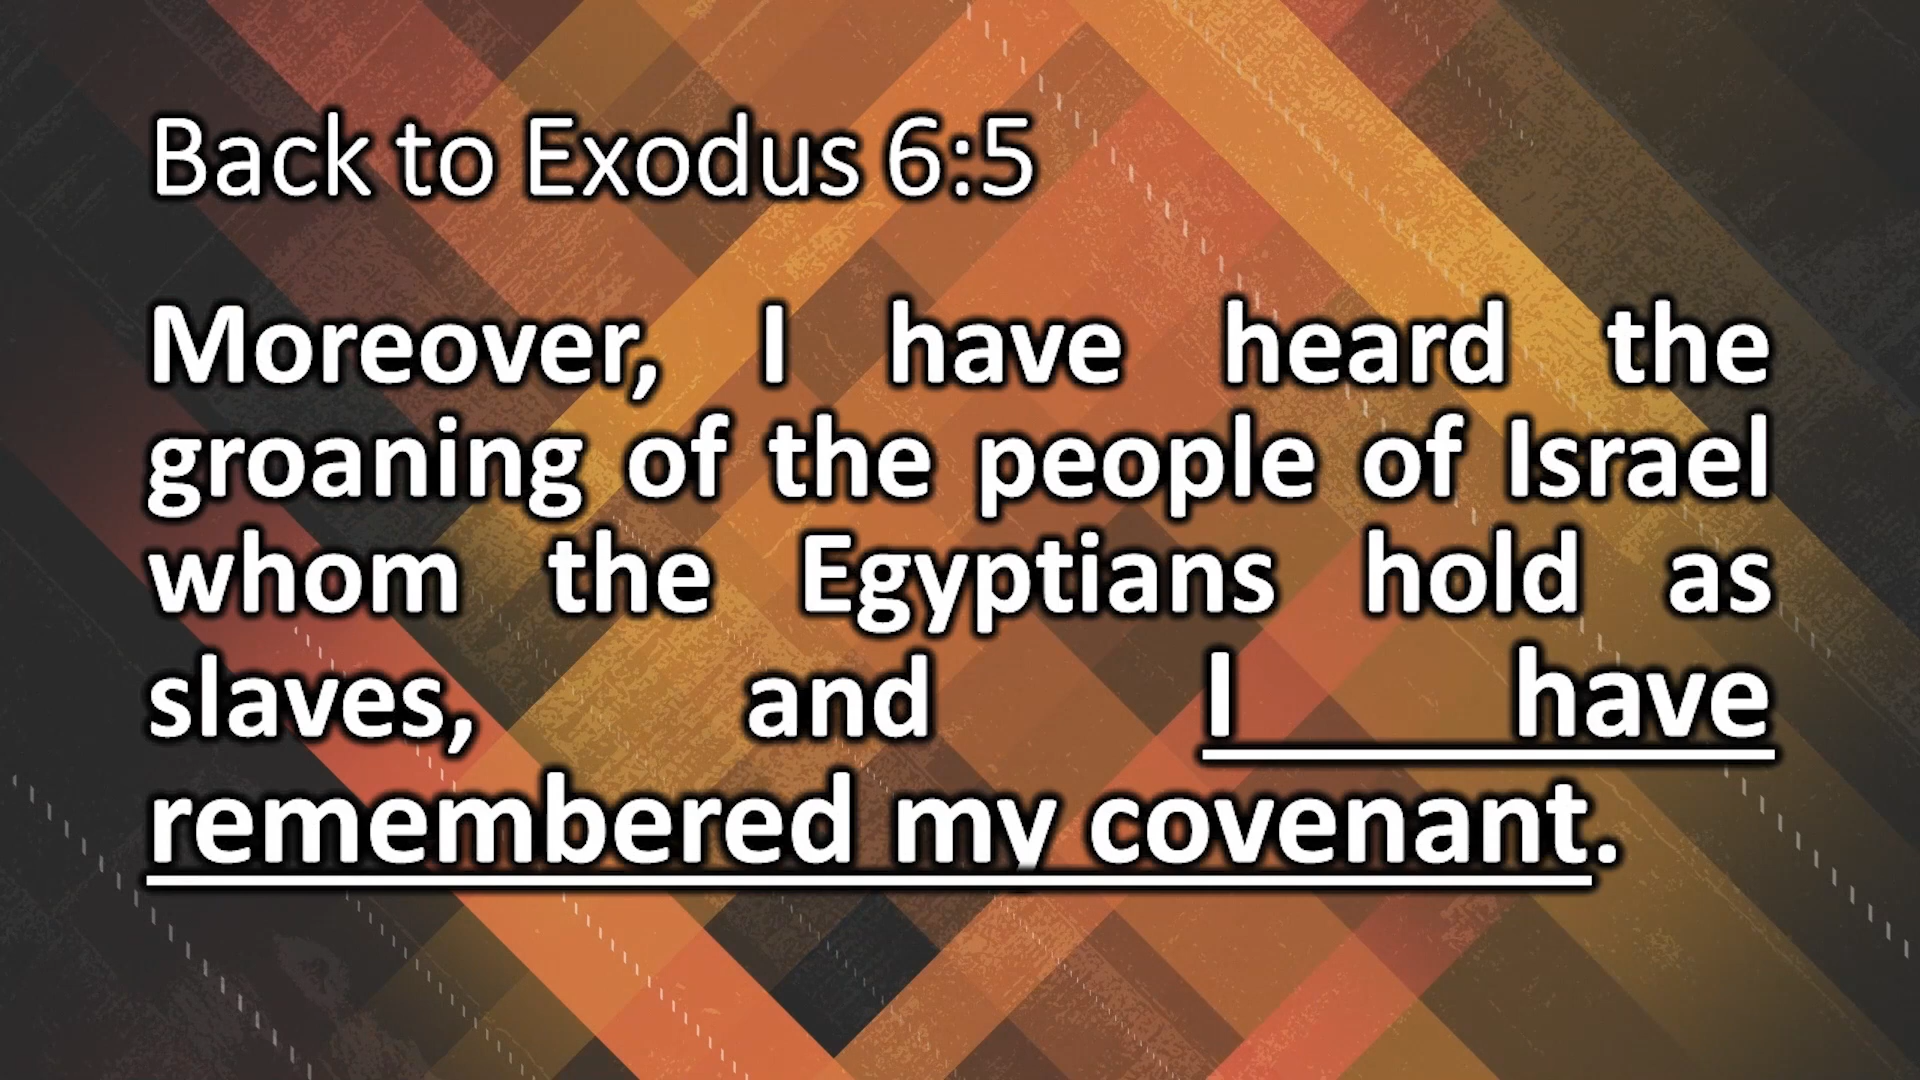 Back to Exodus 6:5
Moreover, I have heard the
groaning of the people of Israel
whom the Egyptians hold as
slaves, and I have
remembered my covenant.